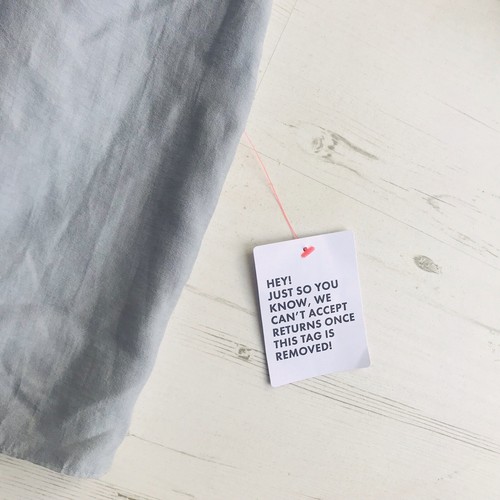 HEY!
JUST SO YOU
KNOW, WE
CAN'T ACCEPT
RETURNS ONCE
THIS TAG IS
REMOVED!